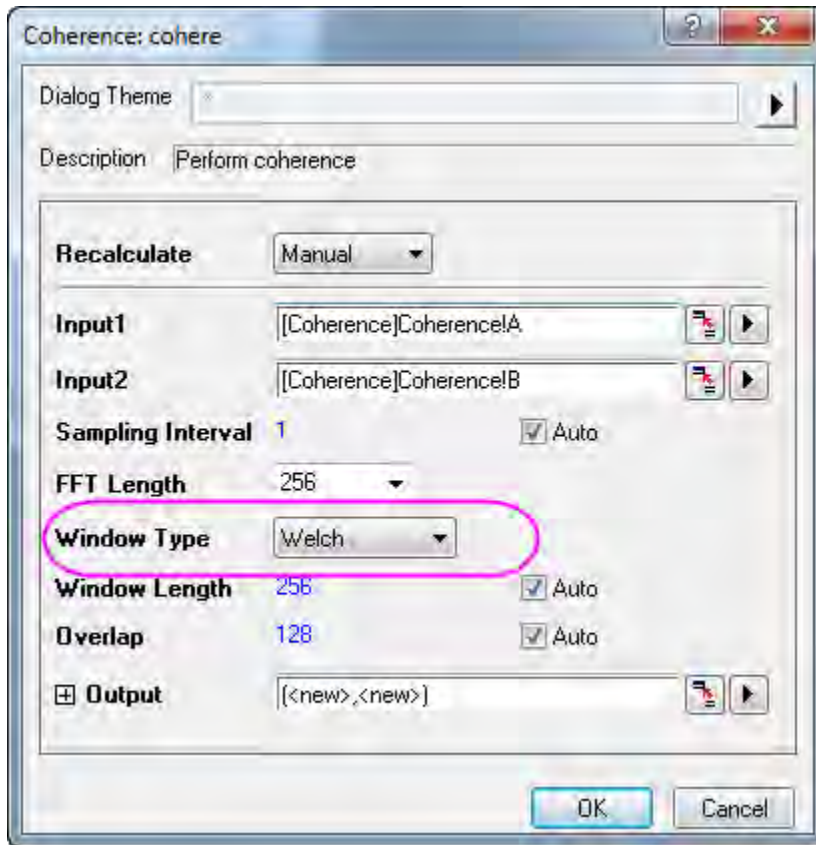 Coherence: cohere
Dialog Theme *
Description Perform coherence
Recalculate Manual
Input1 [Coherence]Coherence!A
Input2 [Coherence]Coherence!B
Sampling Interval 1 Auto
FFT Length 256
Window Type Welch
Window Length 256 Auto
Overlap 128 Auto
Output (<new>,<new>)
OK Cancel